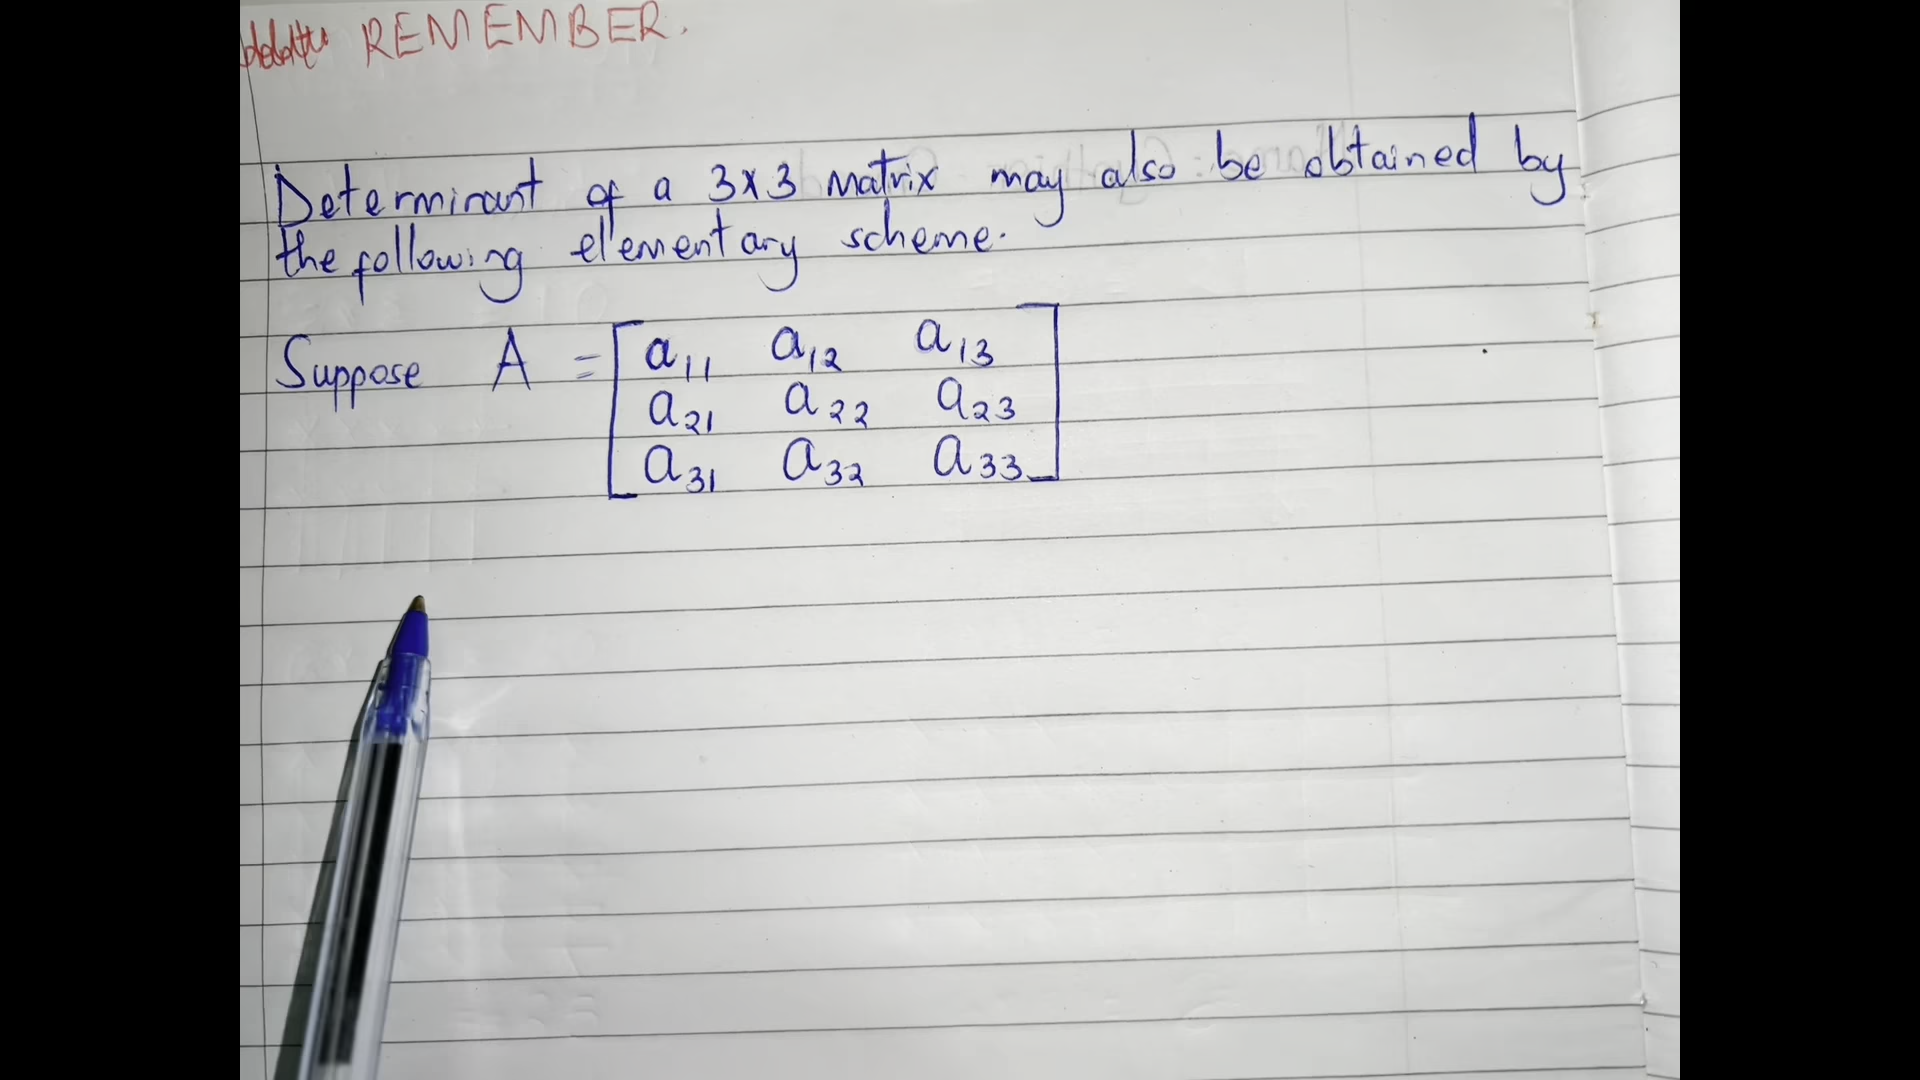 REMEMBER.
Determinant of a 3x3 matrix may also be obtained by
the following elementary scheme.
Suppose A = [ a11 a12 a13
a21 a22 a23
a31 a32 a33 ]